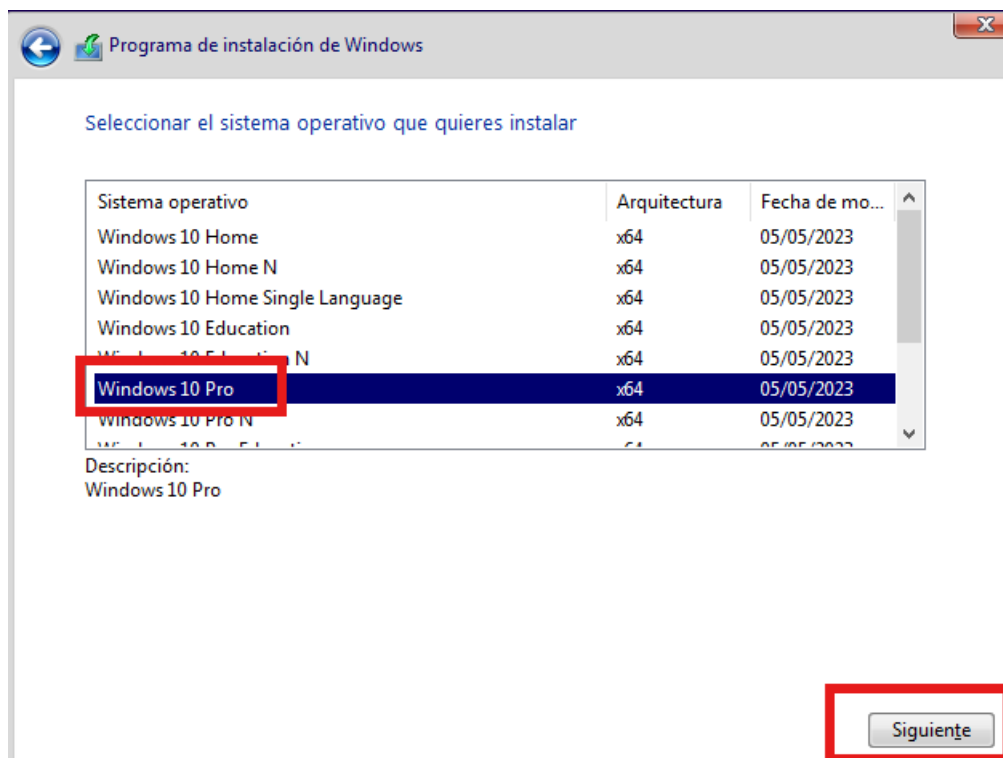 Programa de instalación de Windows
Seleccionar el sistema operativo que quieres instalar
Sistema operativo Arquitectura Fecha de mo...
Windows 10 Home x64 05/05/2023
Windows 10 Home N x64 05/05/2023
Windows 10 Home Single Language x64 05/05/2023
Windows 10 Education x64 05/05/2023
Windows 10 Education N x64 05/05/2023
Windows 10 Pro x64 05/05/2023
Windows 10 Pro N x64 05/05/2023
Descripción:
Windows 10 Pro
Siguiente